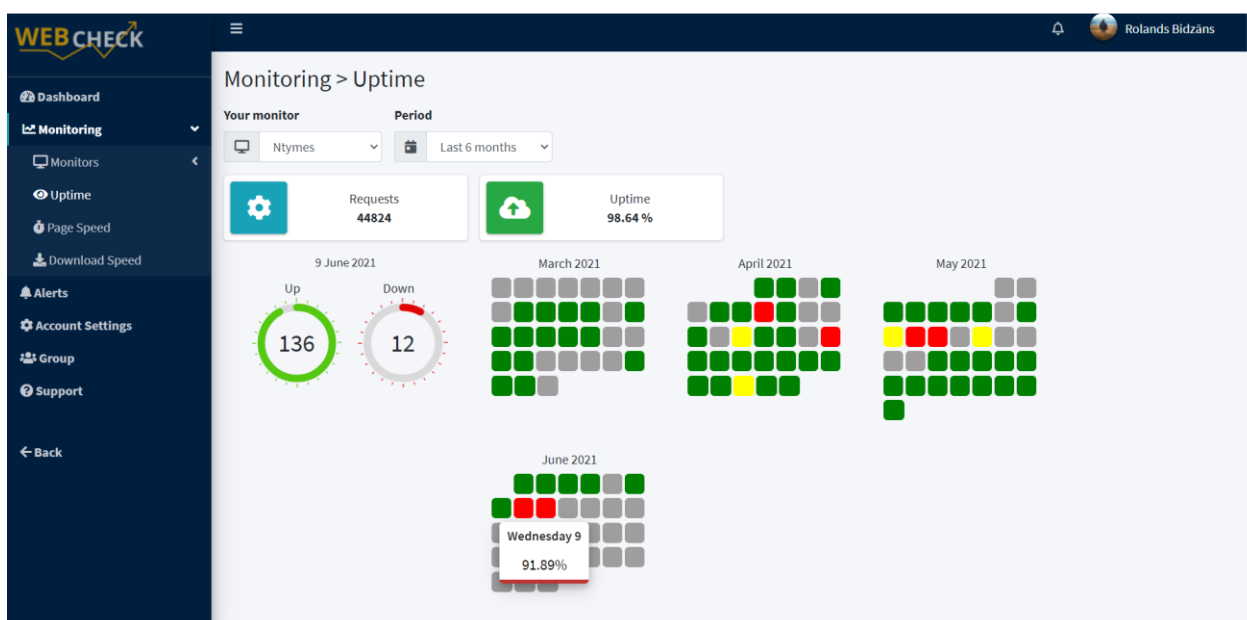 WEBCHECK
Rolands Bidzāns
Dashboard
Monitoring
Monitors
Uptime
Page Speed
Download Speed
Alerts
Account Settings
Group
Support
Back
Monitoring > Uptime
Your monitor
Period
Ntymes
Last 6 months
Requests
44824
Uptime
98.64 %
9 June 2021
Up
Down
136
12
March 2021
April 2021
May 2021
June 2021
Wednesday 9
91.89%